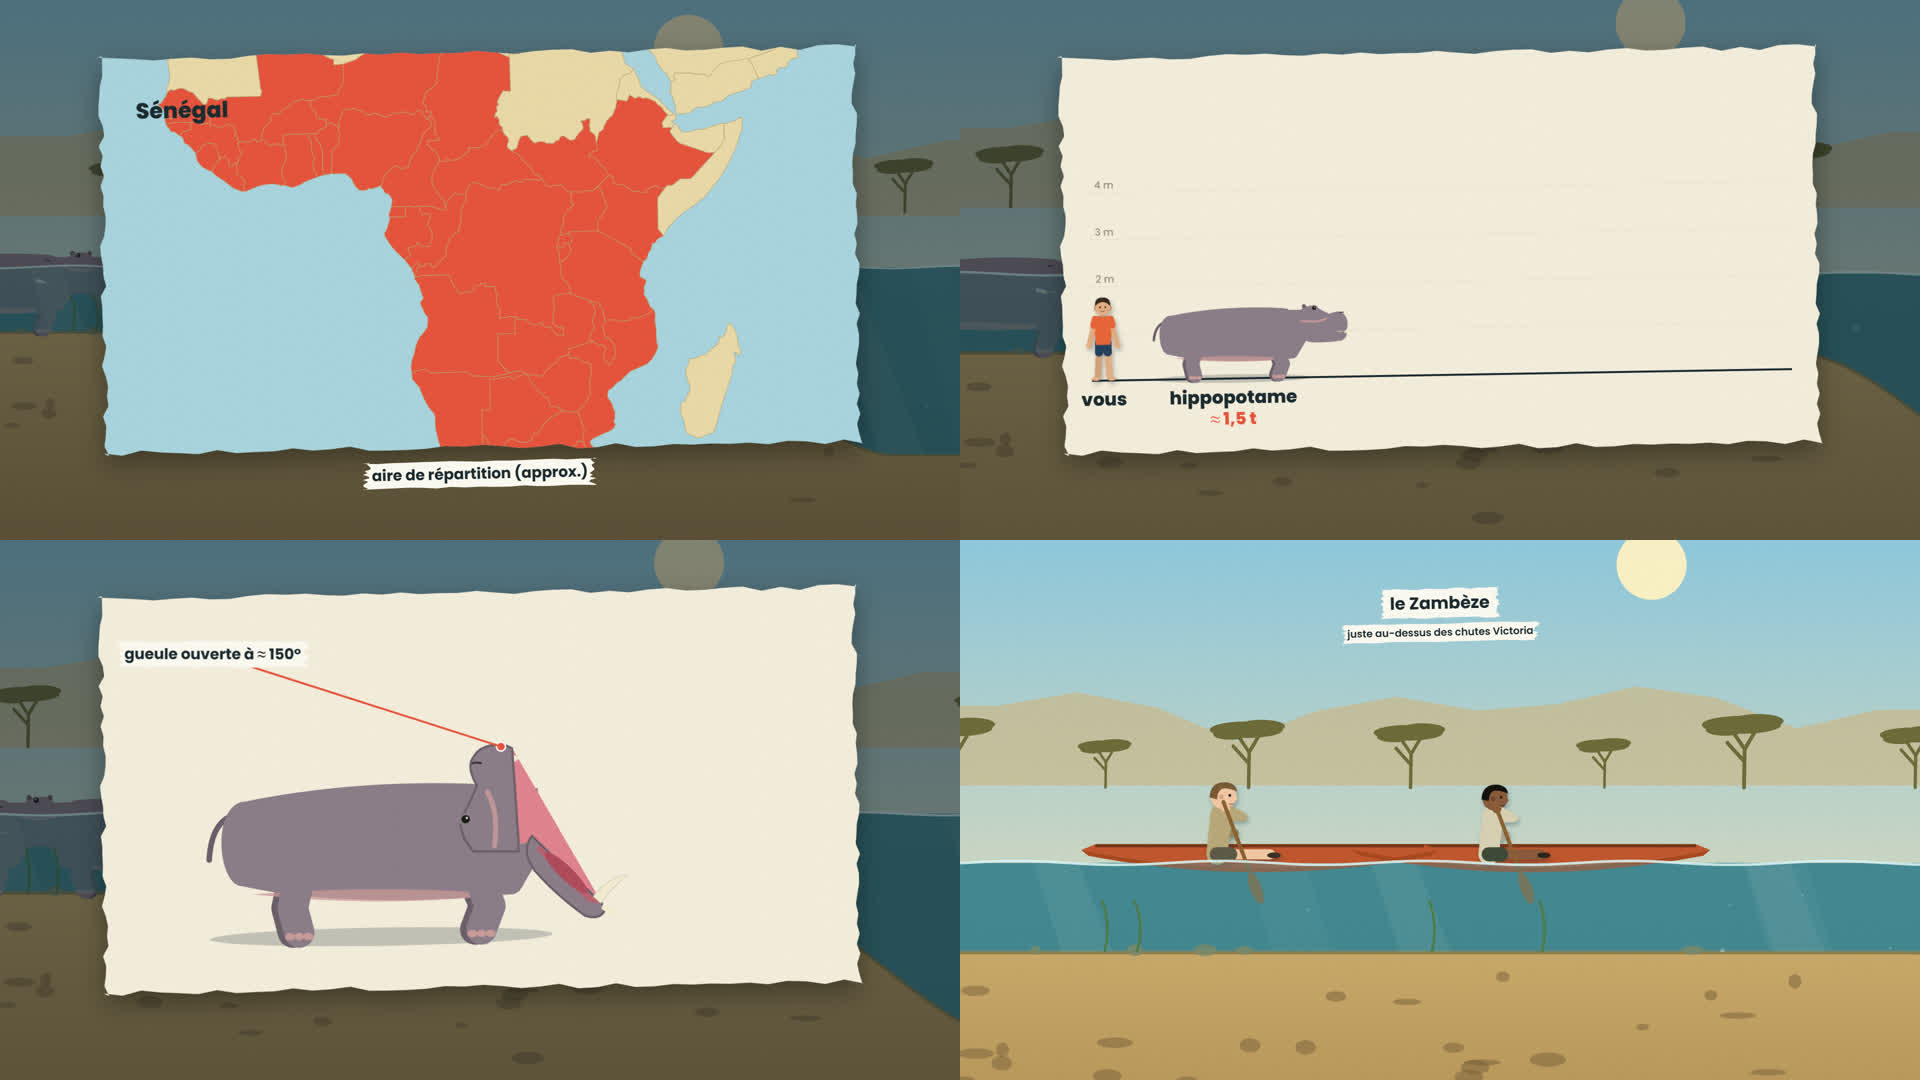 Sénégal
aire de répartition (approx.)
4 m
3 m
2 m
vous
hippopotame
≈ 1,5 t
gueule ouverte à ≈ 150°
le Zambèze
juste au-dessus des chutes Victoria